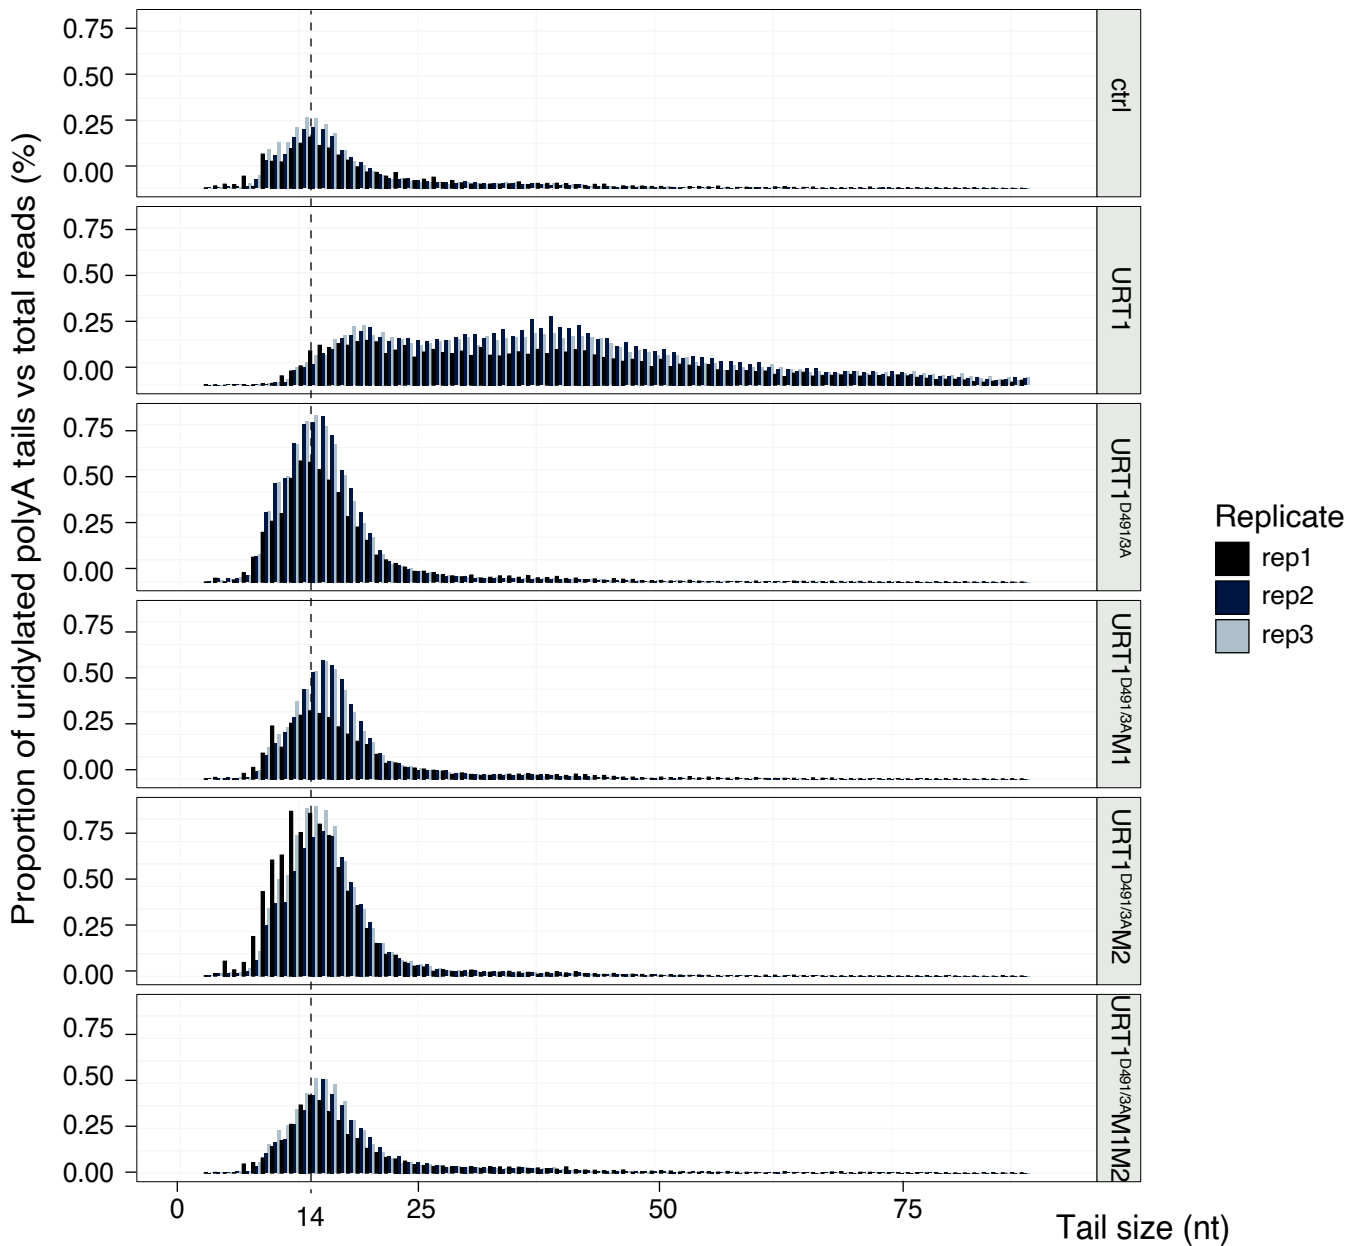 Proportion of uridylated polyA tails vs total reads (%)
0.75
0.50
0.25
0.00
ctrl
0.75
0.50
0.25
0.00
URT1
0.75
0.50
0.25
0.00
URT1D491/3A
0.75
0.50
0.25
0.00
URT1D491/3AM1
0.75
0.50
0.25
0.00
URT1D491/3AM2
0.75
0.50
0.25
0.00
URT1D491/3AM1M2
0 14 25 50 75
Tail size (nt)
Replicate
rep1
rep2
rep3